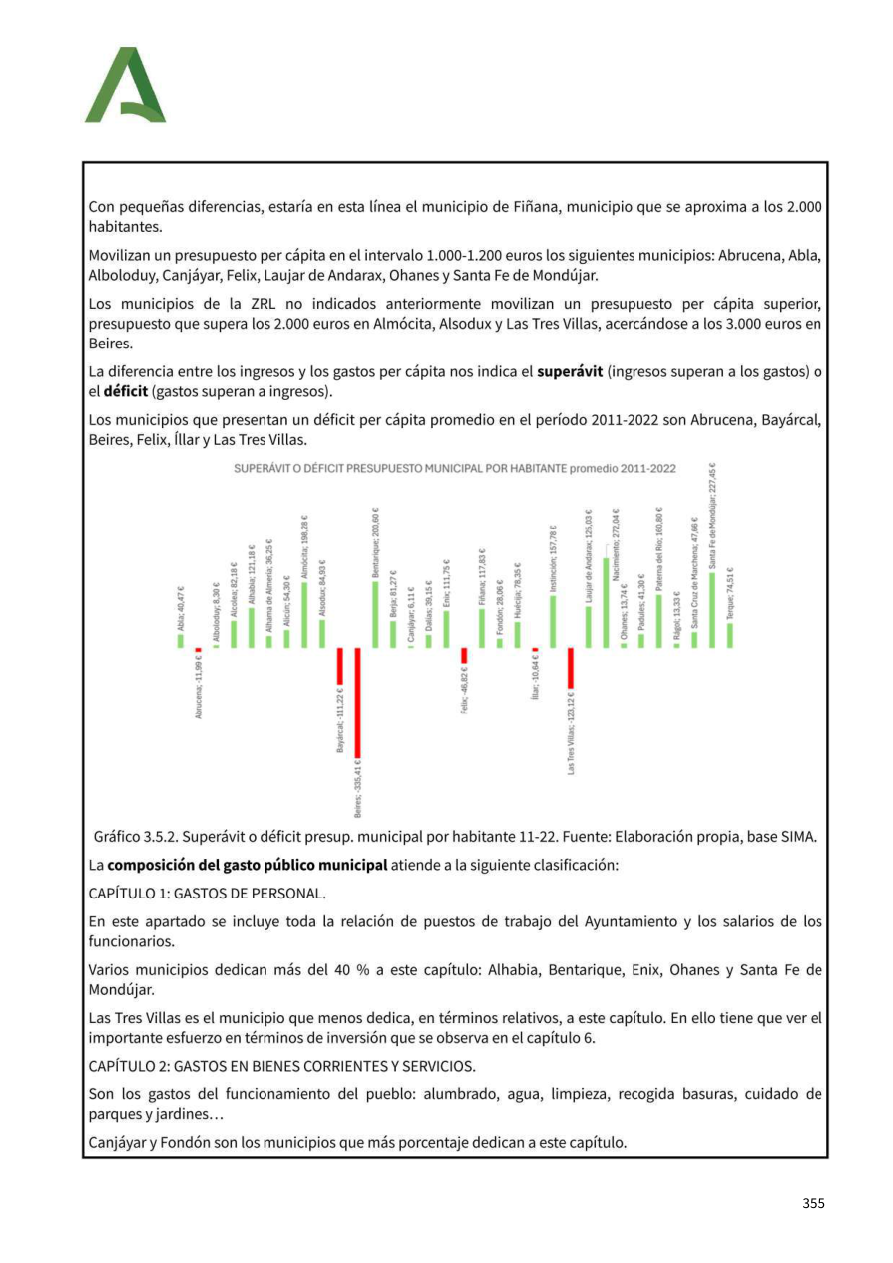 Con pequeñas diferencias, estaría en esta línea el municipio de Fiñana, municipio que se aproxima a los 2.000
habitantes.
Movilizan un presupuesto per cápita en el intervalo 1.000-1.200 euros los siguientes municipios: Abrucena, Abla,
Alboloduy, Canjáyar, Felix, Laujar de Andarax, Ohanes y Santa Fe de Mondújar.
Los municipios de la ZRL no indicados anteriormente movilizan un presupuesto per cápita superior,
presupuesto que supera los 2.000 euros en Almócita, Alsodux y Las Tres Villas, acercándose a los 3.000 euros en
Beires.
La diferencia entre los ingresos y los gastos per cápita nos indica el superávit (ingresos superan a los gastos) o
el déficit (gastos superan a ingresos).
Los municipios que presentan un déficit per cápita promedio en el período 2011-2022 son Abrucena, Bayárcal,
Beires, Felix, Íllar y Las Tres Villas.
SUPERÁVIT O DÉFICIT PRESUPUESTO MUNICIPAL POR HABITANTE promedio 2011-2022
Abla; 40,47 €
Abrucena; -11,99 €
Alboloduy; 8,30 €
Alcolea; 82,18 €
Alhabia; 121,18 €
Alhama de Almería; 36,25 €
Alicún; 54,30 €
Almócita; 198,28 €
Alsodux; 84,93 €
Bayárcal; -111,22 €
Beires; -335,41 €
Bentarique; 203,60 €
Berja; 81,27 €
Canjáyar; 6,11 €
Dalías; 39,15 €
Enix; 111,75 €
Felix; -46,82 €
Fiñana; 117,83 €
Fondón; 28,06 €
Huécija; 78,35 €
Íllar; -10,64 €
Instinción; 157,78 €
Las Tres Villas; -123,12 €
Laujar de Andarax; 125,03 €
Nacimiento; 272,04 €
Ohanes; 13,74 €
Padules; 41,30 €
Paterna del Río; 160,80 €
Rágol; 13,33 €
Santa Cruz de Marchena; 47,66 €
Santa Fe de Mondújar; 227,45 €
Terque; 74,51 €
Gráfico 3.5.2. Superávit o déficit presup. municipal por habitante 11-22. Fuente: Elaboración propia, base SIMA.
La composición del gasto público municipal atiende a la siguiente clasificación:
CAPÍTULO 1: GASTOS DE PERSONAL.
En este apartado se incluye toda la relación de puestos de trabajo del Ayuntamiento y los salarios de los
funcionarios.
Varios municipios dedican más del 40 % a este capítulo: Alhabia, Bentarique, Enix, Ohanes y Santa Fe de
Mondújar.
Las Tres Villas es el municipio que menos dedica, en términos relativos, a este capítulo. En ello tiene que ver el
importante esfuerzo en términos de inversión que se observa en el capítulo 6.
CAPÍTULO 2: GASTOS EN BIENES CORRIENTES Y SERVICIOS.
Son los gastos del funcionamiento del pueblo: alumbrado, agua, limpieza, recogida basuras, cuidado de
parques y jardines…
Canjáyar y Fondón son los municipios que más porcentaje dedican a este capítulo.
355